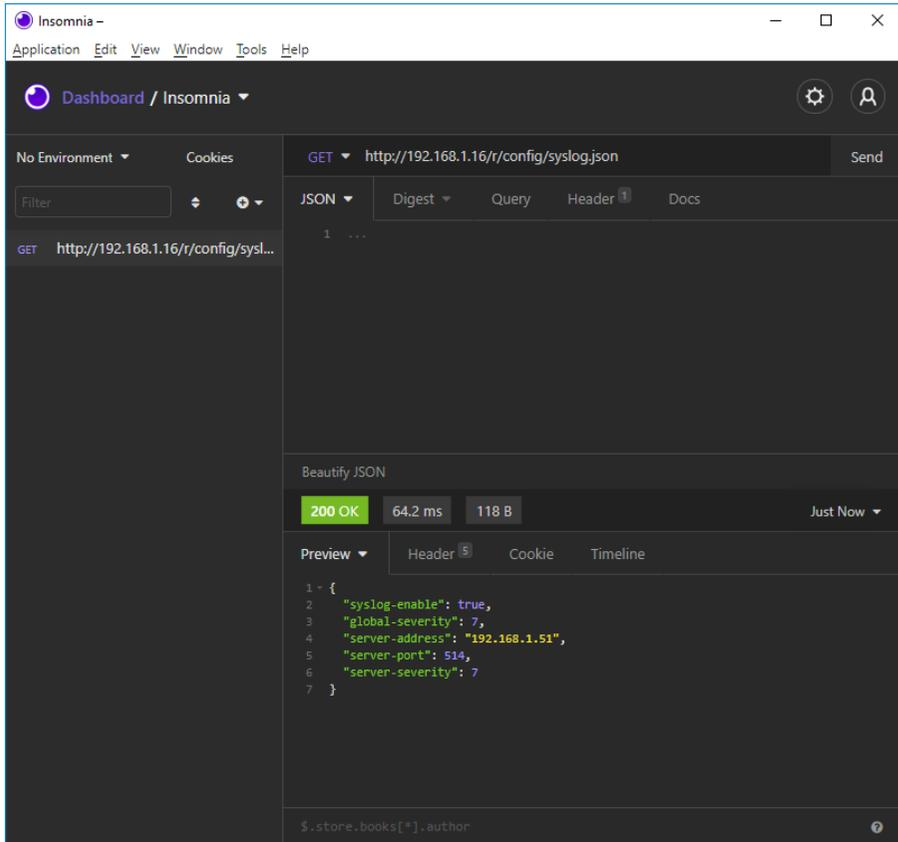 Insomnia –
Application Edit View Window Tools Help
Dashboard / Insomnia
No Environment Cookies
Filter
GET http://192.168.1.16/r/config/sysl...
GET http://192.168.1.16/r/config/syslog.json Send
JSON Digest Query Header 1 Docs
1 ...
Beautify JSON
200 OK 64.2 ms 118 B Just Now
Preview Header 5 Cookie Timeline
1 {
2 "syslog-enable": true,
3 "global-severity": 7,
4 "server-address": "192.168.1.51",
5 "server-port": 514,
6 "server-severity": 7
7 }
$.store.books[*].author